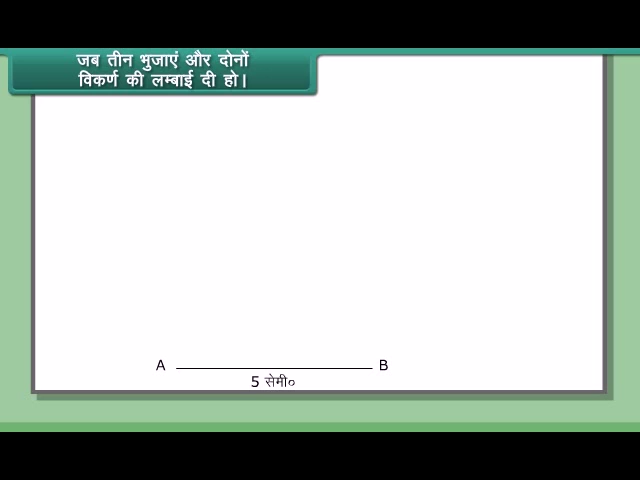 जब तीन भुजाएं और दोनों
विकर्ण की लम्बाई दी हो।
A B
5 सेमी०